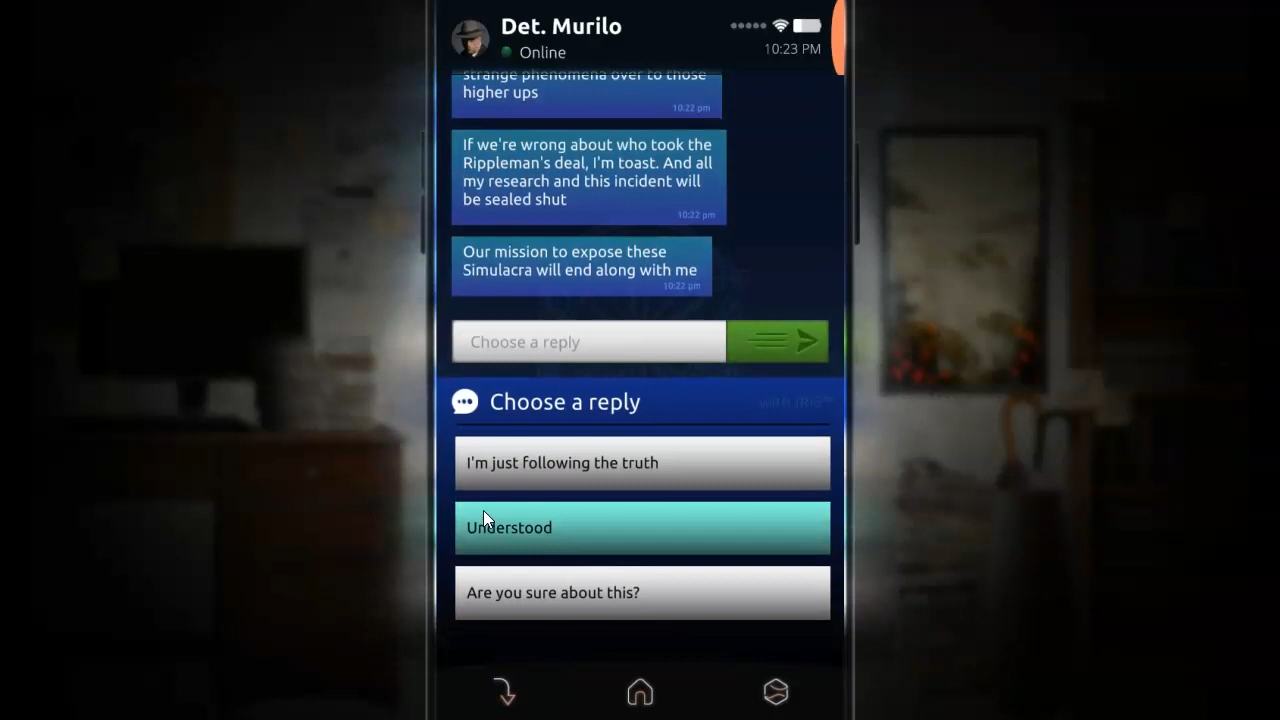 Det. Murilo
Online
10:23 PM
strange phenomena over to those
higher ups
10:22 pm
If we're wrong about who took the
Rippleman's deal, I'm toast. And all
my research and this incident will
be sealed shut
10:22 pm
Our mission to expose these
Simulacra will end along with me
10:22 pm
Choose a reply
Choose a reply
with IRIS™
I'm just following the truth
Understood
Are you sure about this?